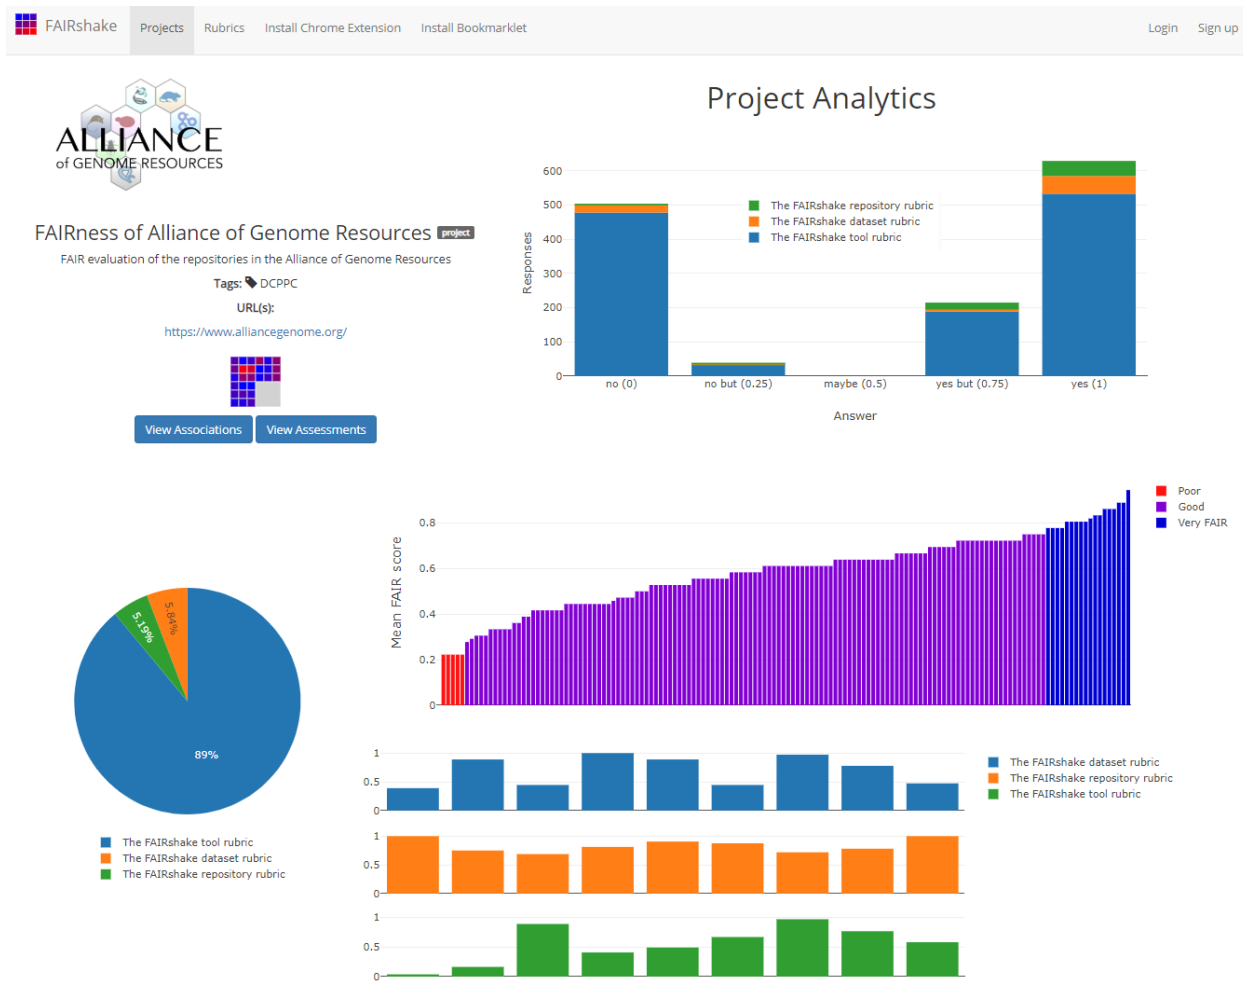 FAIRshake Projects Rubrics Install Chrome Extension Install Bookmarklet Login Sign up
ALLIANCE
of GENOME RESOURCES
FAIRness of Alliance of Genome Resources project
FAIR evaluation of the repositories in the Alliance of Genome Resources
Tags: DCPPC
URL(s):
https://www.alliancegenome.org/
View Associations View Assessments
Project Analytics
600
500
400
300
200
100
0
Responses
The FAIRshake repository rubric
The FAIRshake dataset rubric
The FAIRshake tool rubric
no (0) no but (0.25) maybe (0.5) yes but (0.75) yes (1)
Answer
0.8
0.6
0.4
0.2
0
Mean FAIR score
Poor
Good
Very FAIR
5.19%
5.84%
89%
The FAIRshake tool rubric
The FAIRshake dataset rubric
The FAIRshake repository rubric
1
0.5
0
1
0.5
0
1
0.5
0
The FAIRshake dataset rubric
The FAIRshake repository rubric
The FAIRshake tool rubric